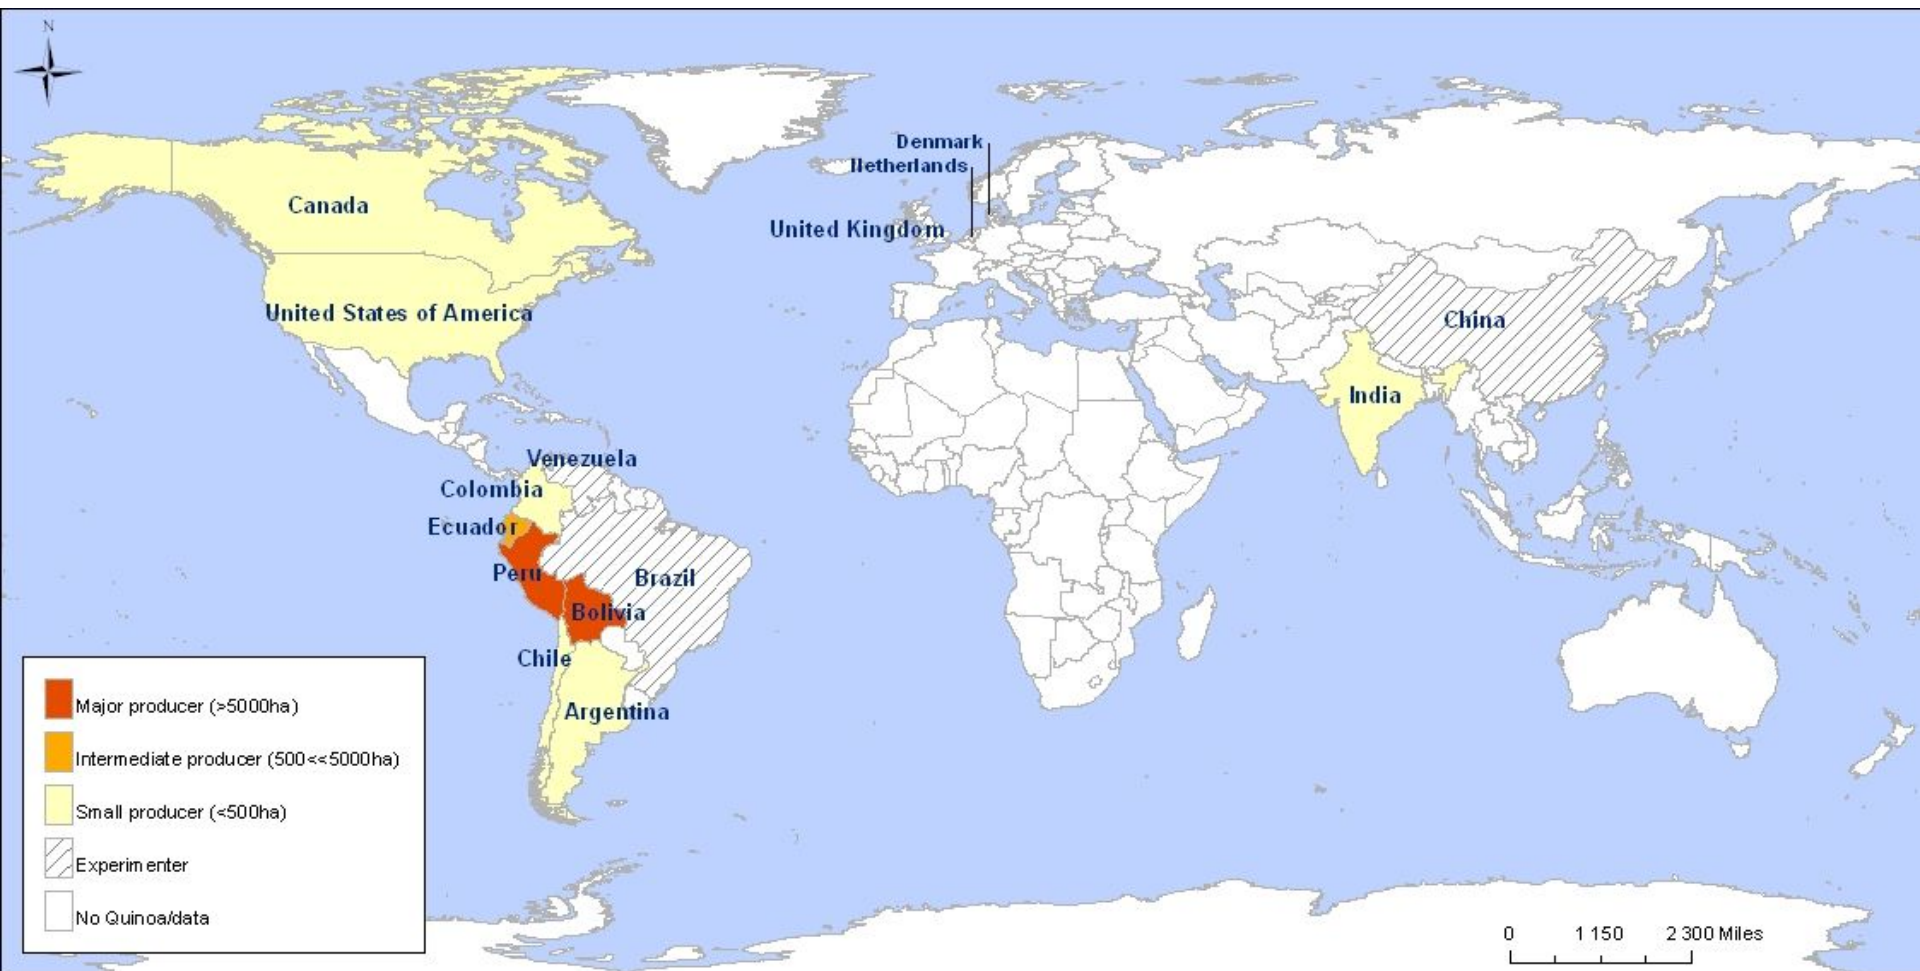 N
Denmark
Netherlands
Canada
United Kingdom
United States of America
China
India
Venezuela
Colombia
Ecuador
Peru
Brazil
Bolivia
Chile
Argentina
Major producer (>5000ha)
Intermediate producer (500<<5000ha)
Small producer (<500ha)
Experimenter
No Quinoa/data
0 1 150 2 300 Miles